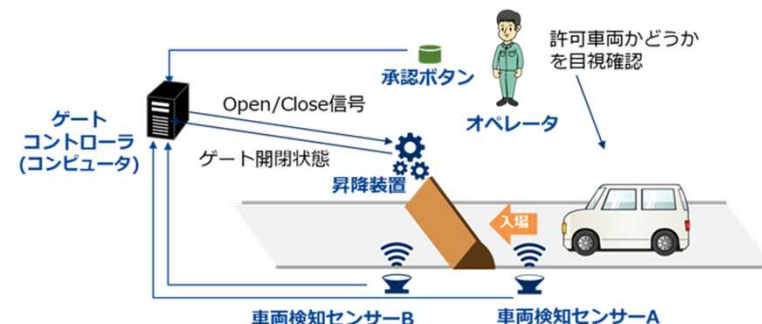 許可車両かどうか
を目視確認
承認ボタン
オペレータ
Open/Close信号
ゲート
コントローラ
(コンピュータ)
ゲート開閉状態
昇降装置
入場
車両検知センサーB
車両検知センサーA